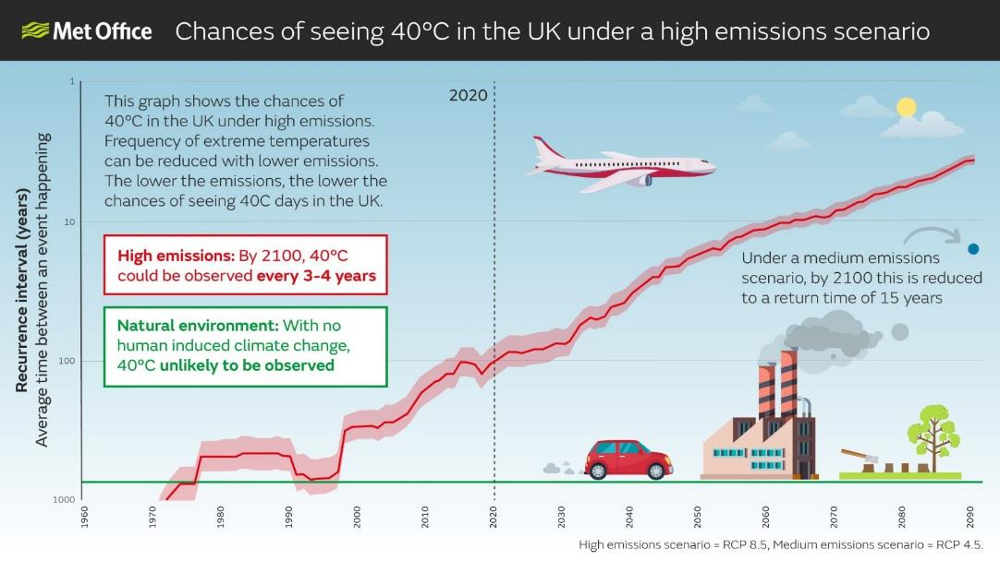 Met Office
Chances of seeing 40°C in the UK under a high emissions scenario
1
10
100
1000
Recurrence interval (years)
Average time between an event happening
This graph shows the chances of
40°C in the UK under high emissions.
Frequency of extreme temperatures
can be reduced with lower emissions.
The lower the emissions, the lower the
chances of seeing 40C days in the UK.
2020
High emissions: By 2100, 40°C
could be observed every 3-4 years
Natural environment: With no
human induced climate change,
40°C unlikely to be observed
Under a medium emissions
scenario, by 2100 this is reduced
to a return time of 15 years
1960
1970
1980
1990
2000
2010
2020
2030
2040
2050
2060
2070
2080
2090
High emissions scenario = RCP 8.5, Medium emissions scenario = RCP 4.5.